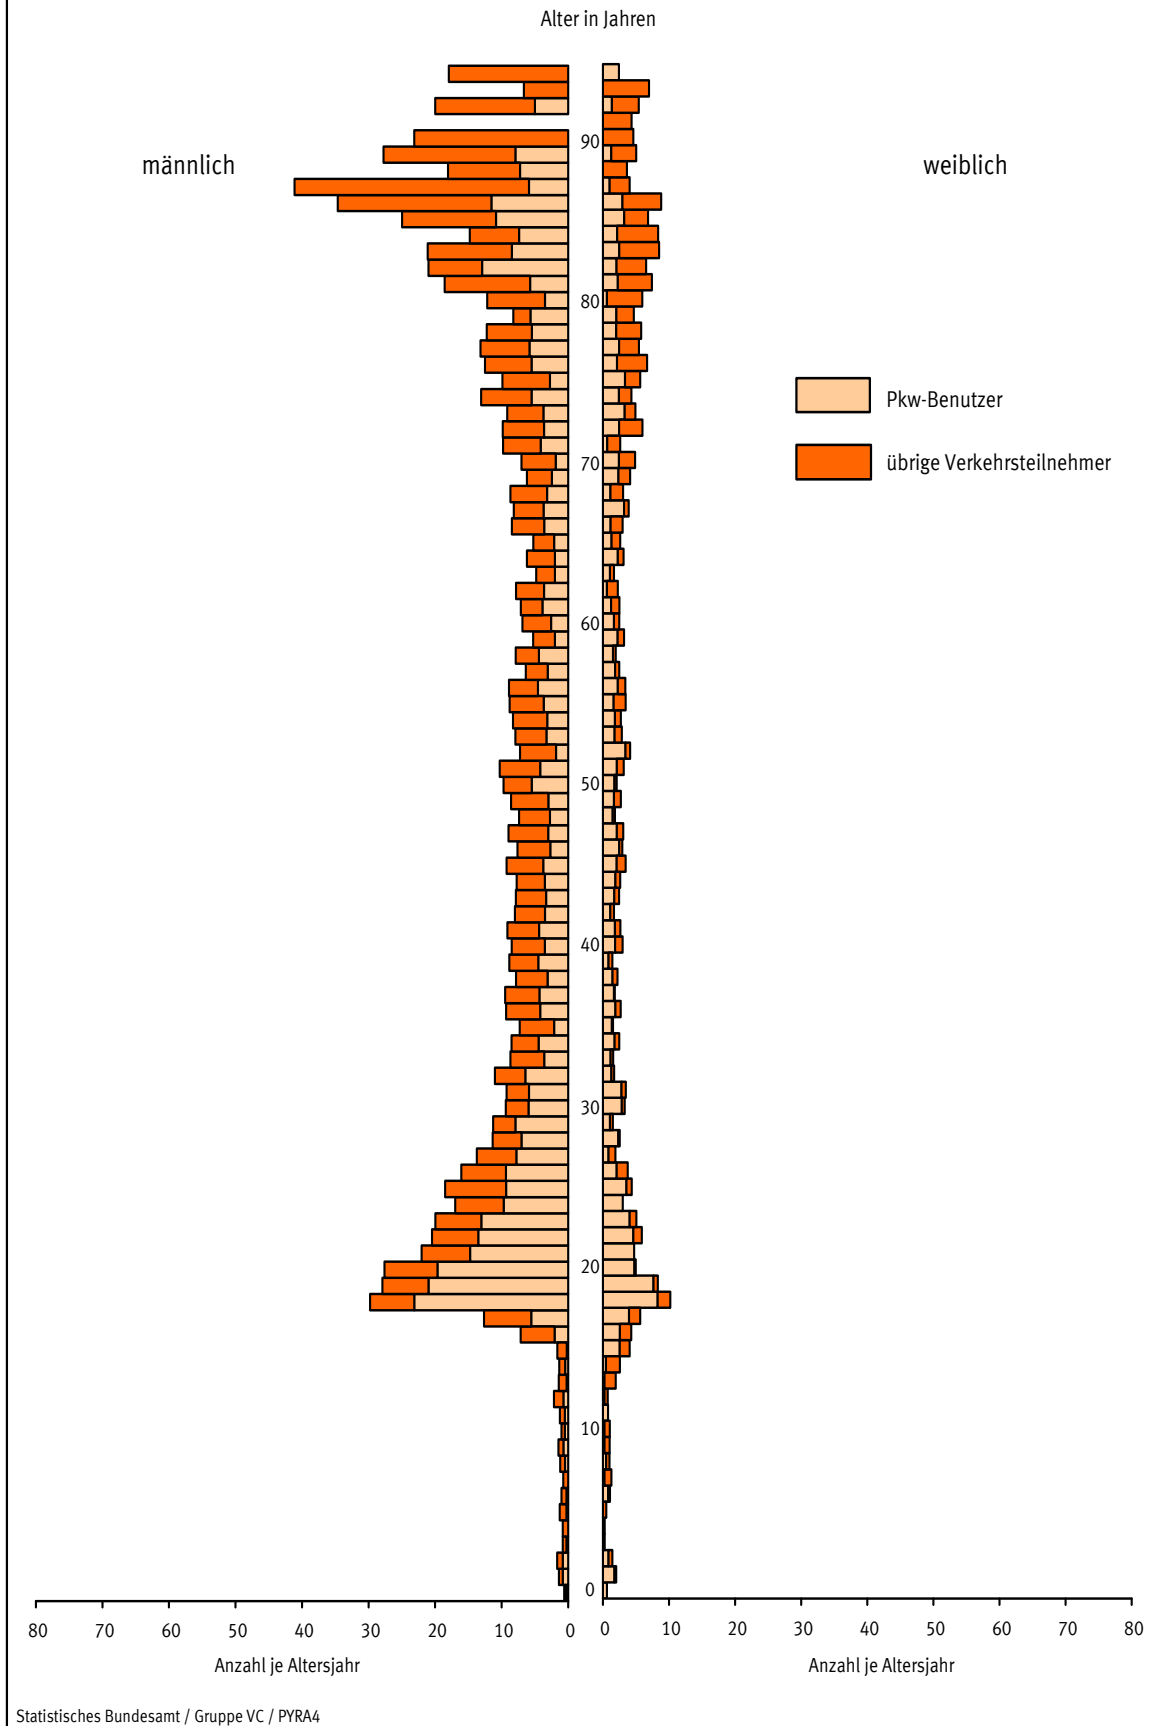 Alter in Jahren
männlich
weiblich
90
80
70
60
50
40
30
20
10
0
Pkw-Benutzer
übrige Verkehrsteilnehmer
80 70 60 50 40 30 20 10 0
0 10 20 30 40 50 60 70 80
Anzahl je Altersjahr
Anzahl je Altersjahr
Statistisches Bundesamt / Gruppe VC / PYRA4